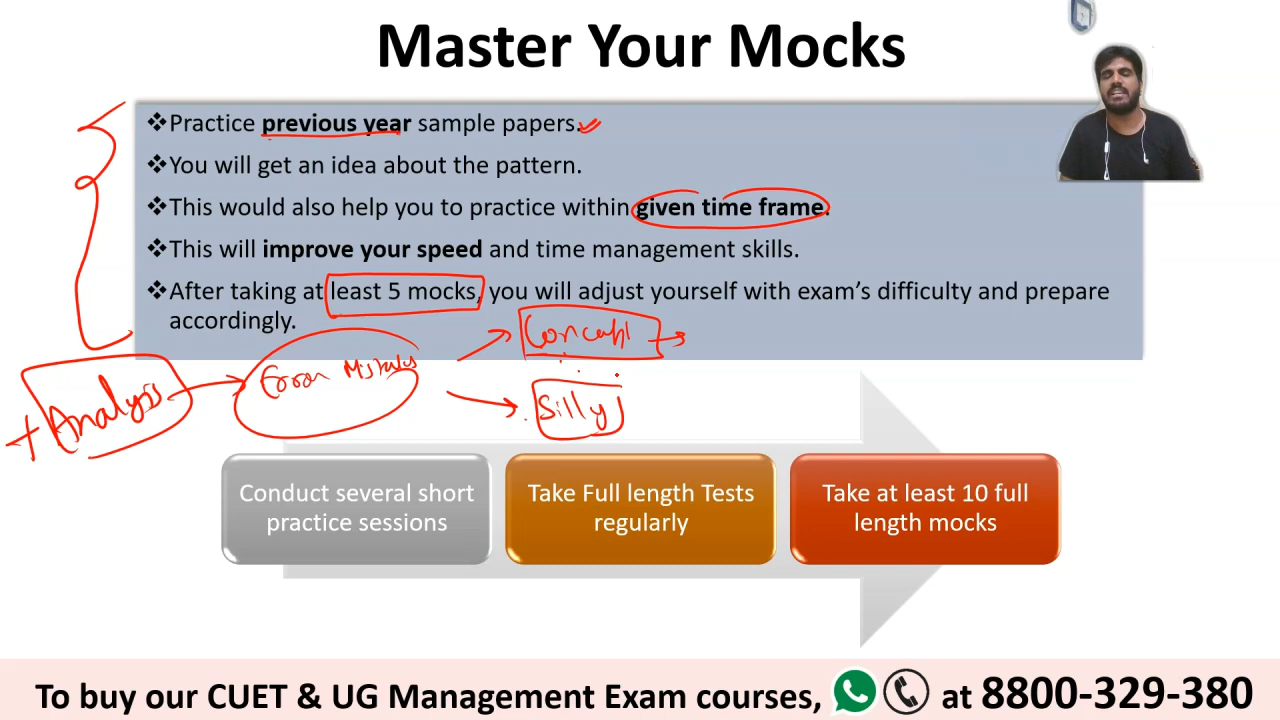 Master Your Mocks
❖Practice previous year sample papers.
❖You will get an idea about the pattern.
❖This would also help you to practice within given time frame.
❖This will improve your speed and time management skills.
❖After taking at least 5 mocks, you will adjust yourself with exam's difficulty and prepare
accordingly.
+ Analysis
Error Mistakes
Concept
Silly
Conduct several short
practice sessions
Take Full length Tests
regularly
Take at least 10 full
length mocks
To buy our CUET & UG Management Exam courses, at 8800-329-380